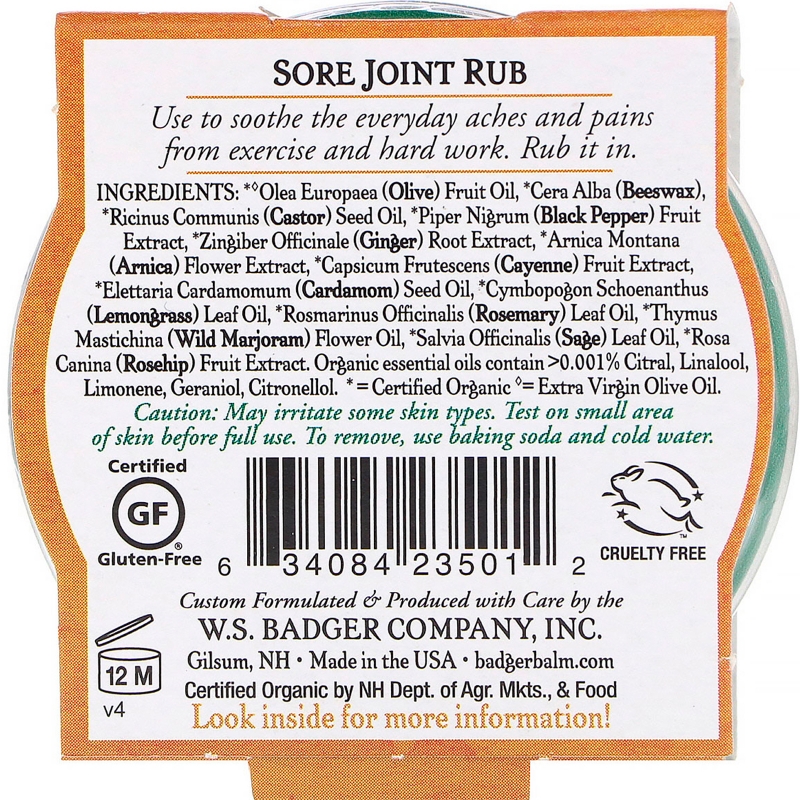 SORE JOINT RUB
Use to soothe the everyday aches and pains
from exercise and hard work. Rub it in.
INGREDIENTS: *◊Olea Europaea (Olive) Fruit Oil, *Cera Alba (Beeswax),
*Ricinus Communis (Castor) Seed Oil, *Piper Nigrum (Black Pepper) Fruit
Extract, *Zingiber Officinale (Ginger) Root Extract, *Arnica Montana
(Arnica) Flower Extract, *Capsicum Frutescens (Cayenne) Fruit Extract,
*Elettaria Cardamomum (Cardamom) Seed Oil, *Cymbopogon Schoenanthus
(Lemongrass) Leaf Oil, *Rosmarinus Officinalis (Rosemary) Leaf Oil, *Thymus
Mastichina (Wild Marjoram) Flower Oil, *Salvia Officinalis (Sage) Leaf Oil, *Rosa
Canina (Rosehip) Fruit Extract. Organic essential oils contain >0.001% Citral, Linalool,
Limonene, Geraniol, Citronellol. * = Certified Organic ◊= Extra Virgin Olive Oil.
Caution: May irritate some skin types. Test on small area
of skin before full use. To remove, use baking soda and cold water.
Certified
GF
®
Gluten-Free
6 34084 23501 2
™
CRUELTY FREE
Custom Formulated & Produced with Care by the
W.S. BADGER COMPANY, INC.
Gilsum, NH • Made in the USA • badgerbalm.com
Certified Organic by NH Dept. of Agr. Mkts., & Food
12 M
v4
Look inside for more information!